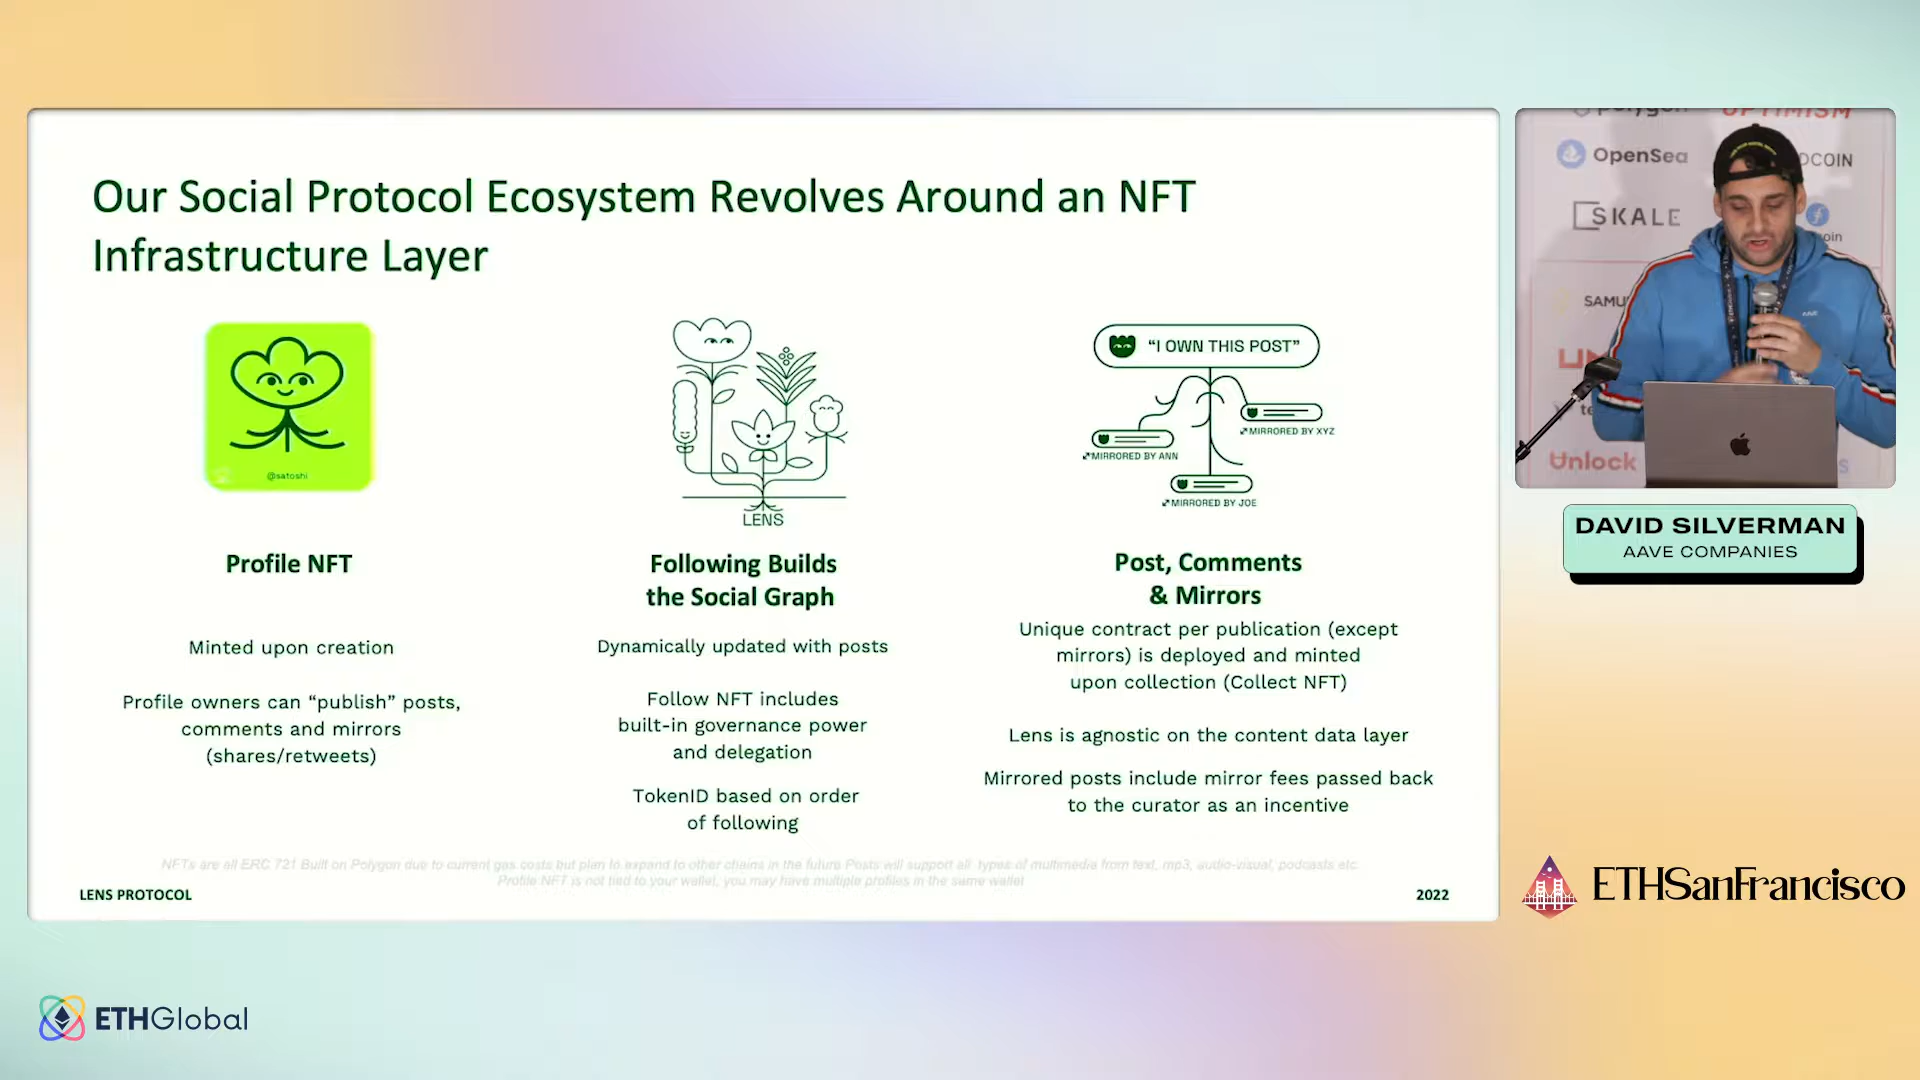 Our Social Protocol Ecosystem Revolves Around an NFT
Infrastructure Layer
@satoshi
Profile NFT
Minted upon creation
Profile owners can “publish” posts,
comments and mirrors
(shares/retweets)
LENS
Following Builds
the Social Graph
Dynamically updated with posts
Follow NFT includes
built-in governance power
and delegation
TokenID based on order
of following
“I OWN THIS POST”
MIRRORED BY XYZ
MIRRORED BY ANN
MIRRORED BY JOE
Post, Comments
& Mirrors
Unique contract per publication (except
mirrors) is deployed and minted
upon collection (Collect NFT)
Lens is agnostic on the content data layer
Mirrored posts include mirror fees passed back
to the curator as an incentive
NFTs are all ERC 721 Built on Polygon due to current gas costs but plan to expand to other chains in the future Posts will support all types of multimedia from text, mp3, audio-visual, podcasts etc.
Profile NFT is not tied to your wallet, you may have multiple profiles in the same wallet
LENS PROTOCOL
2022
polygon
OPTIMISM
OpenSea
SKALE
Unlock
DAVID SILVERMAN
AAVE COMPANIES
ETHSanFrancisco
ETHGlobal